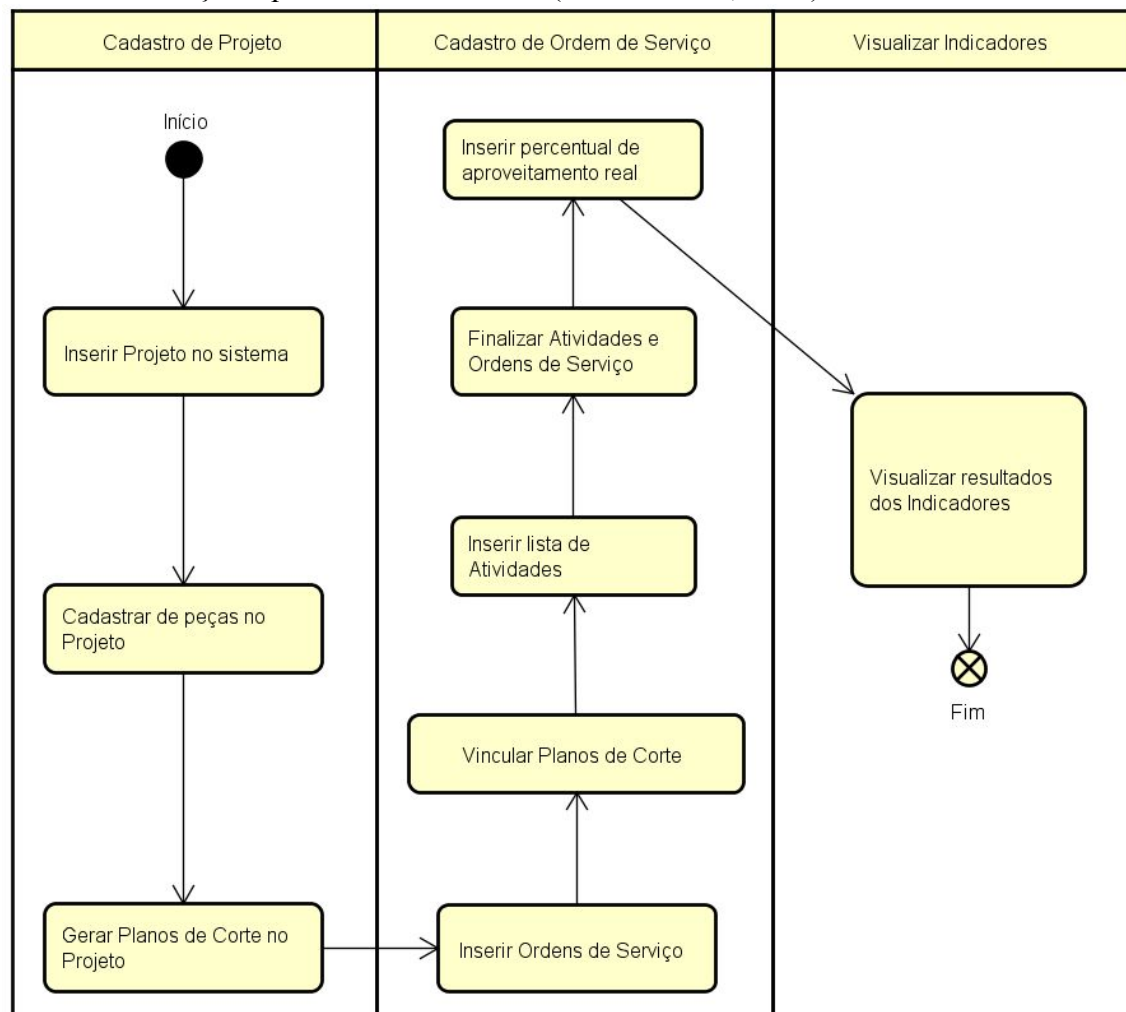 Cadastro de Projeto
Cadastro de Ordem de Serviço
Visualizar Indicadores
Início
Inserir Projeto no sistema
Cadastrar de peças no
Projeto
Gerar Planos de Corte no
Projeto
Inserir Ordens de Serviço
Vincular Planos de Corte
Inserir lista de
Atividades
Finalizar Atividades e
Ordens de Serviço
Inserir percentual de
aproveitamento real
Visualizar resultados
dos Indicadores
Fim